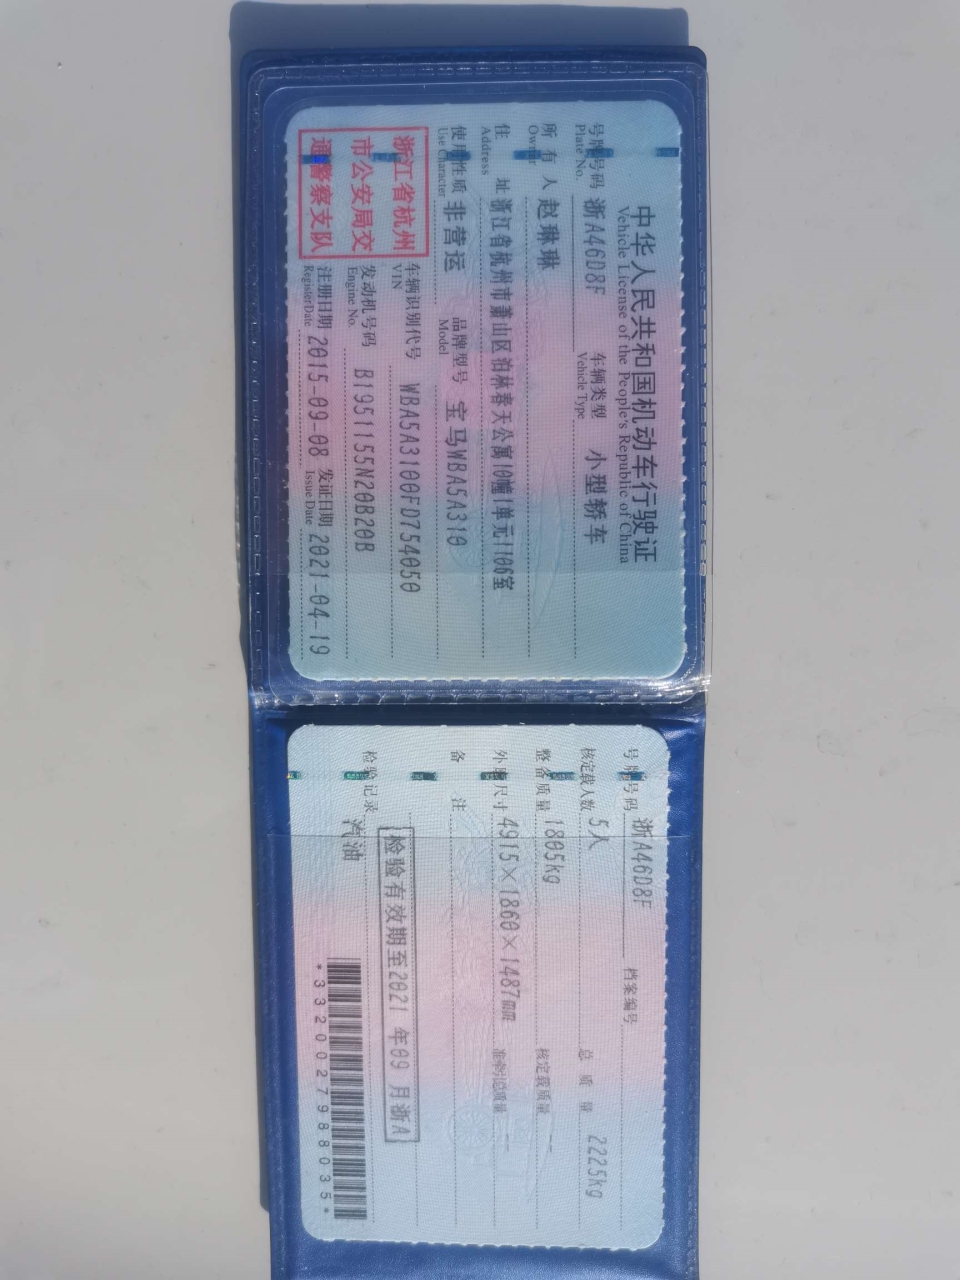 中华人民共和国机动车行驶证
Vehicle License of the People's Republic of China
号牌号码 浙A46D8F 车辆类型 小型轿车
Plate No. Vehicle Type
所有人 赵琳琳
Owner
住址 浙江省杭州市萧山区泊林春天公寓10幢1单元1106室
Address
使用性质 非营运 品牌型号 宝马WBA5A310
Use Character Model
浙江省杭州
市公安局交
通警察支队
车辆识别代号 WBA5A3100FD754050
VIN
发动机号码 B1951155N20B20B
Engine No.
注册日期 2015-09-08 发证日期 2021-04-19
Register Date Issue Date
号牌号码 浙A46D8F 档案编号
核定载人数 5人 总质量 2225kg
整备质量 1805kg 核定载质量 --
外廓尺寸 4915×1860×1487mm 准牵引总质量 --
备注
检验有效期至2021年09月浙A
检验记录
汽油
*3320027988035*